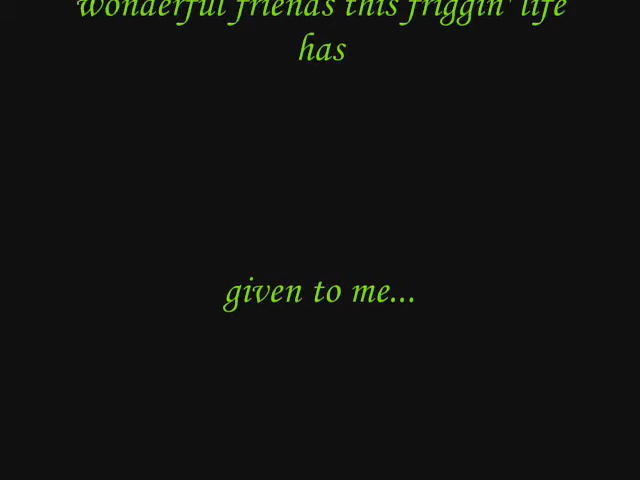 wonderful friends this friggin' life
has
given to me...